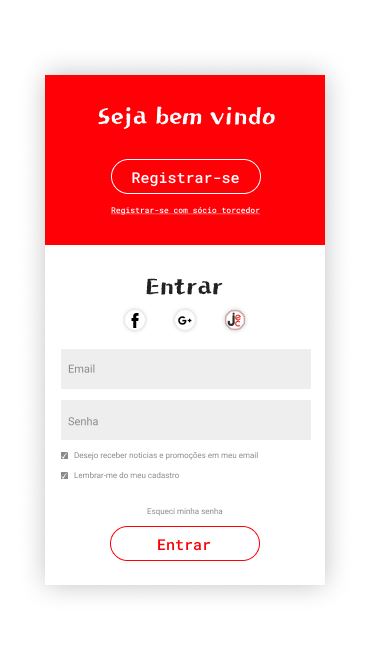 Seja bem vindo
Registrar-se
Registrar-se com sócio torcedor
Entrar
f
G+
Email
Senha
Desejo receber notícias e promoções em meu email
Lembrar-me do meu cadastro
Esqueci minha senha
Entrar